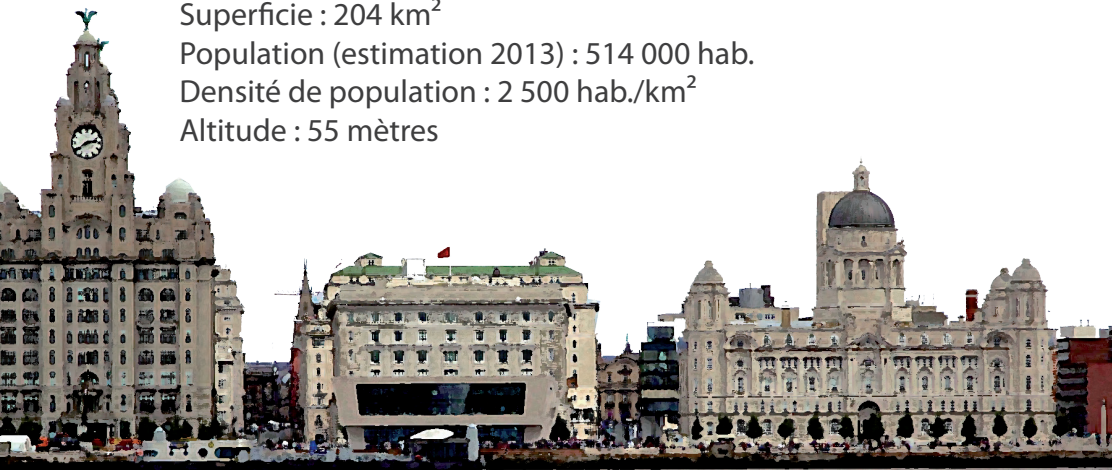 Superficie : 204 km²
Population (estimation 2013) : 514 000 hab.
Densité de population : 2 500 hab./km²
Altitude : 55 mètres